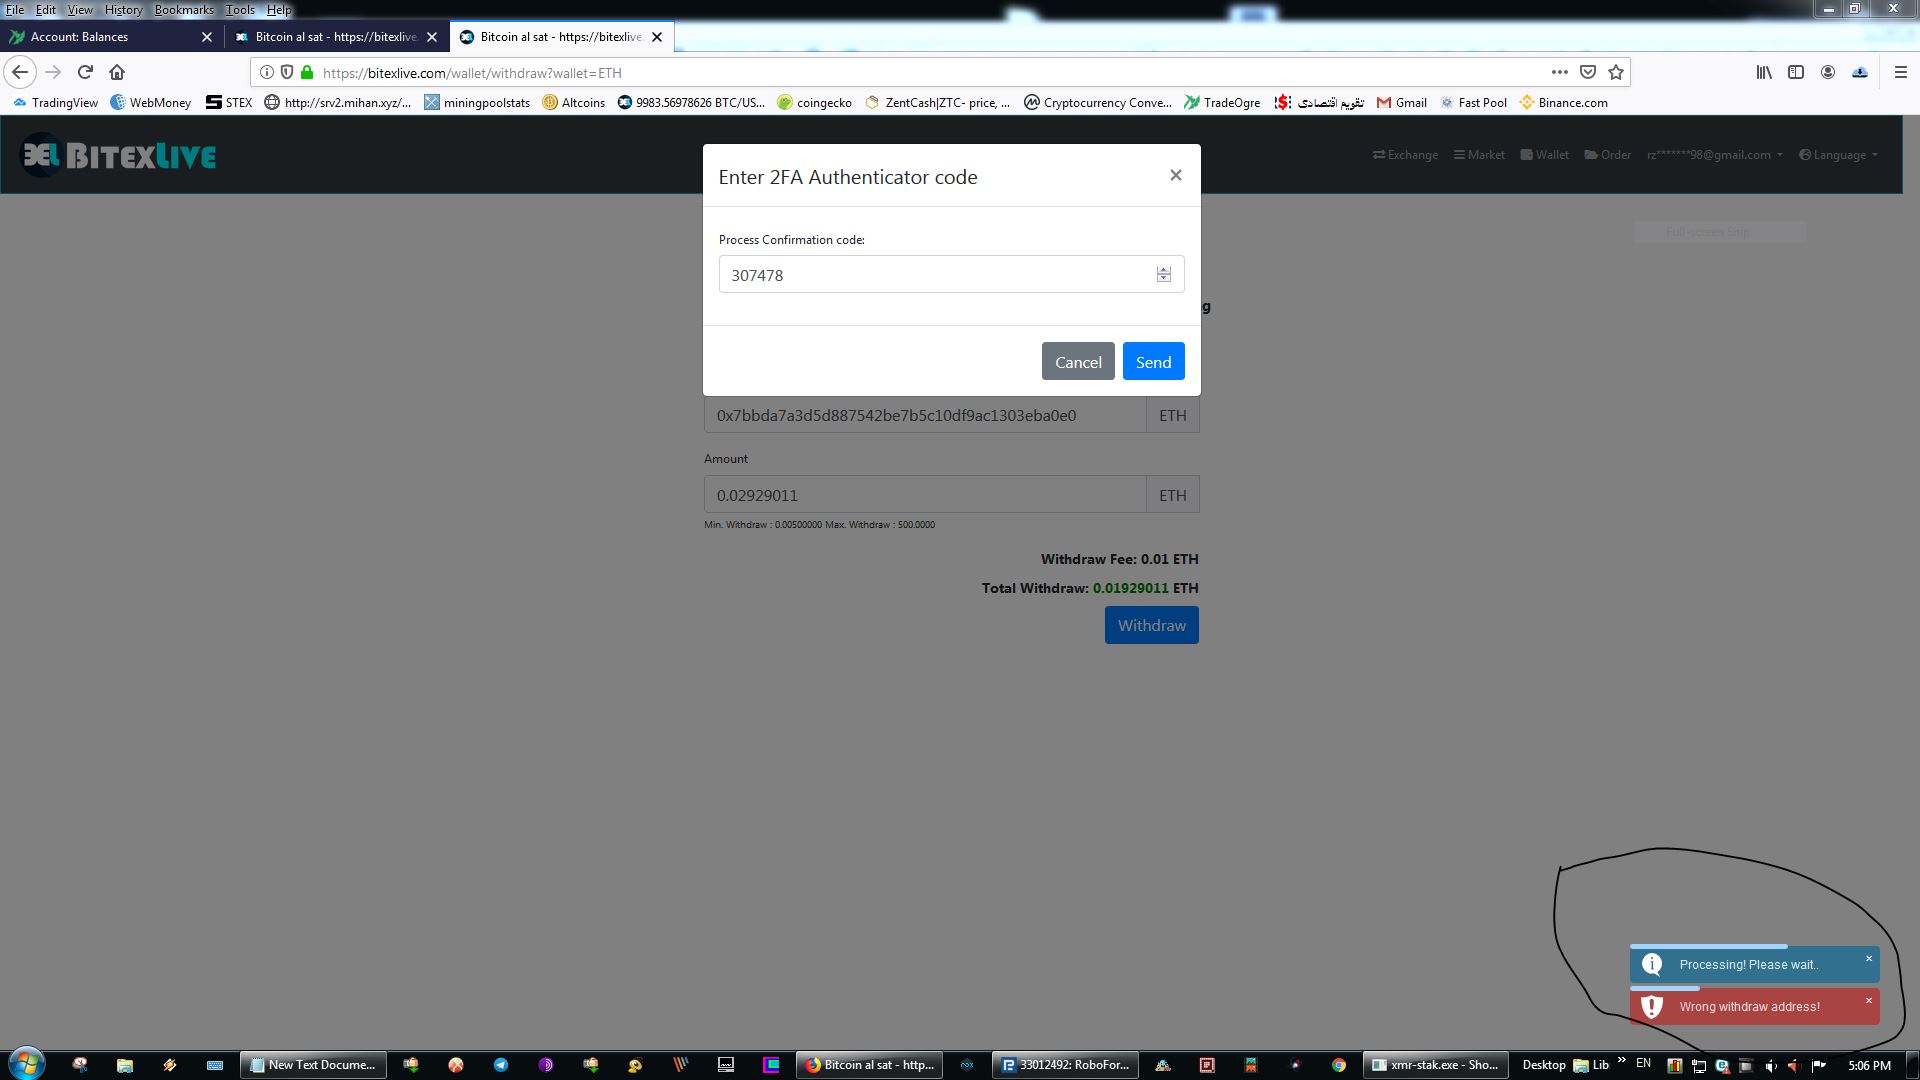 File Edit View History Bookmarks Tools Help
Account: Balances
Bitcoin al sat - https://bitexlive.
Bitcoin al sat - https://bitexlive.
https://bitexlive.com/wallet/withdraw?wallet=ETH
TradingView WebMoney STEX http://srv2.mihan.xyz/... miningpoolstats Altcoins 9983.56978626 BTC/US... coingecko ZentCash|ZTC- price, ... Cryptocurrency Conve... TradeOgre تقویم اقتصادی Gmail Fast Pool Binance.com
BITEXLIVE
Exchange Market Wallet Order rz*******98@gmail.com Language
Enter 2FA Authenticator code
Full-screen Snip
Process Confirmation code:
307478
g
Cancel Send
0x7bbda7a3d5d887542be7b5c10df9ac1303eba0e0 ETH
Amount
0.02929011 ETH
Min. Withdraw : 0.00500000 Max. Withdraw : 500.0000
Withdraw Fee: 0.01 ETH
Total Withdraw: 0.01929011 ETH
Withdraw
Processing! Please wait..
Wrong withdraw address!
New Text Docume... Bitcoin al sat - http... 33012492: RoboFor... xmr-stak.exe - Sho... Desktop Lib EN 5:06 PM